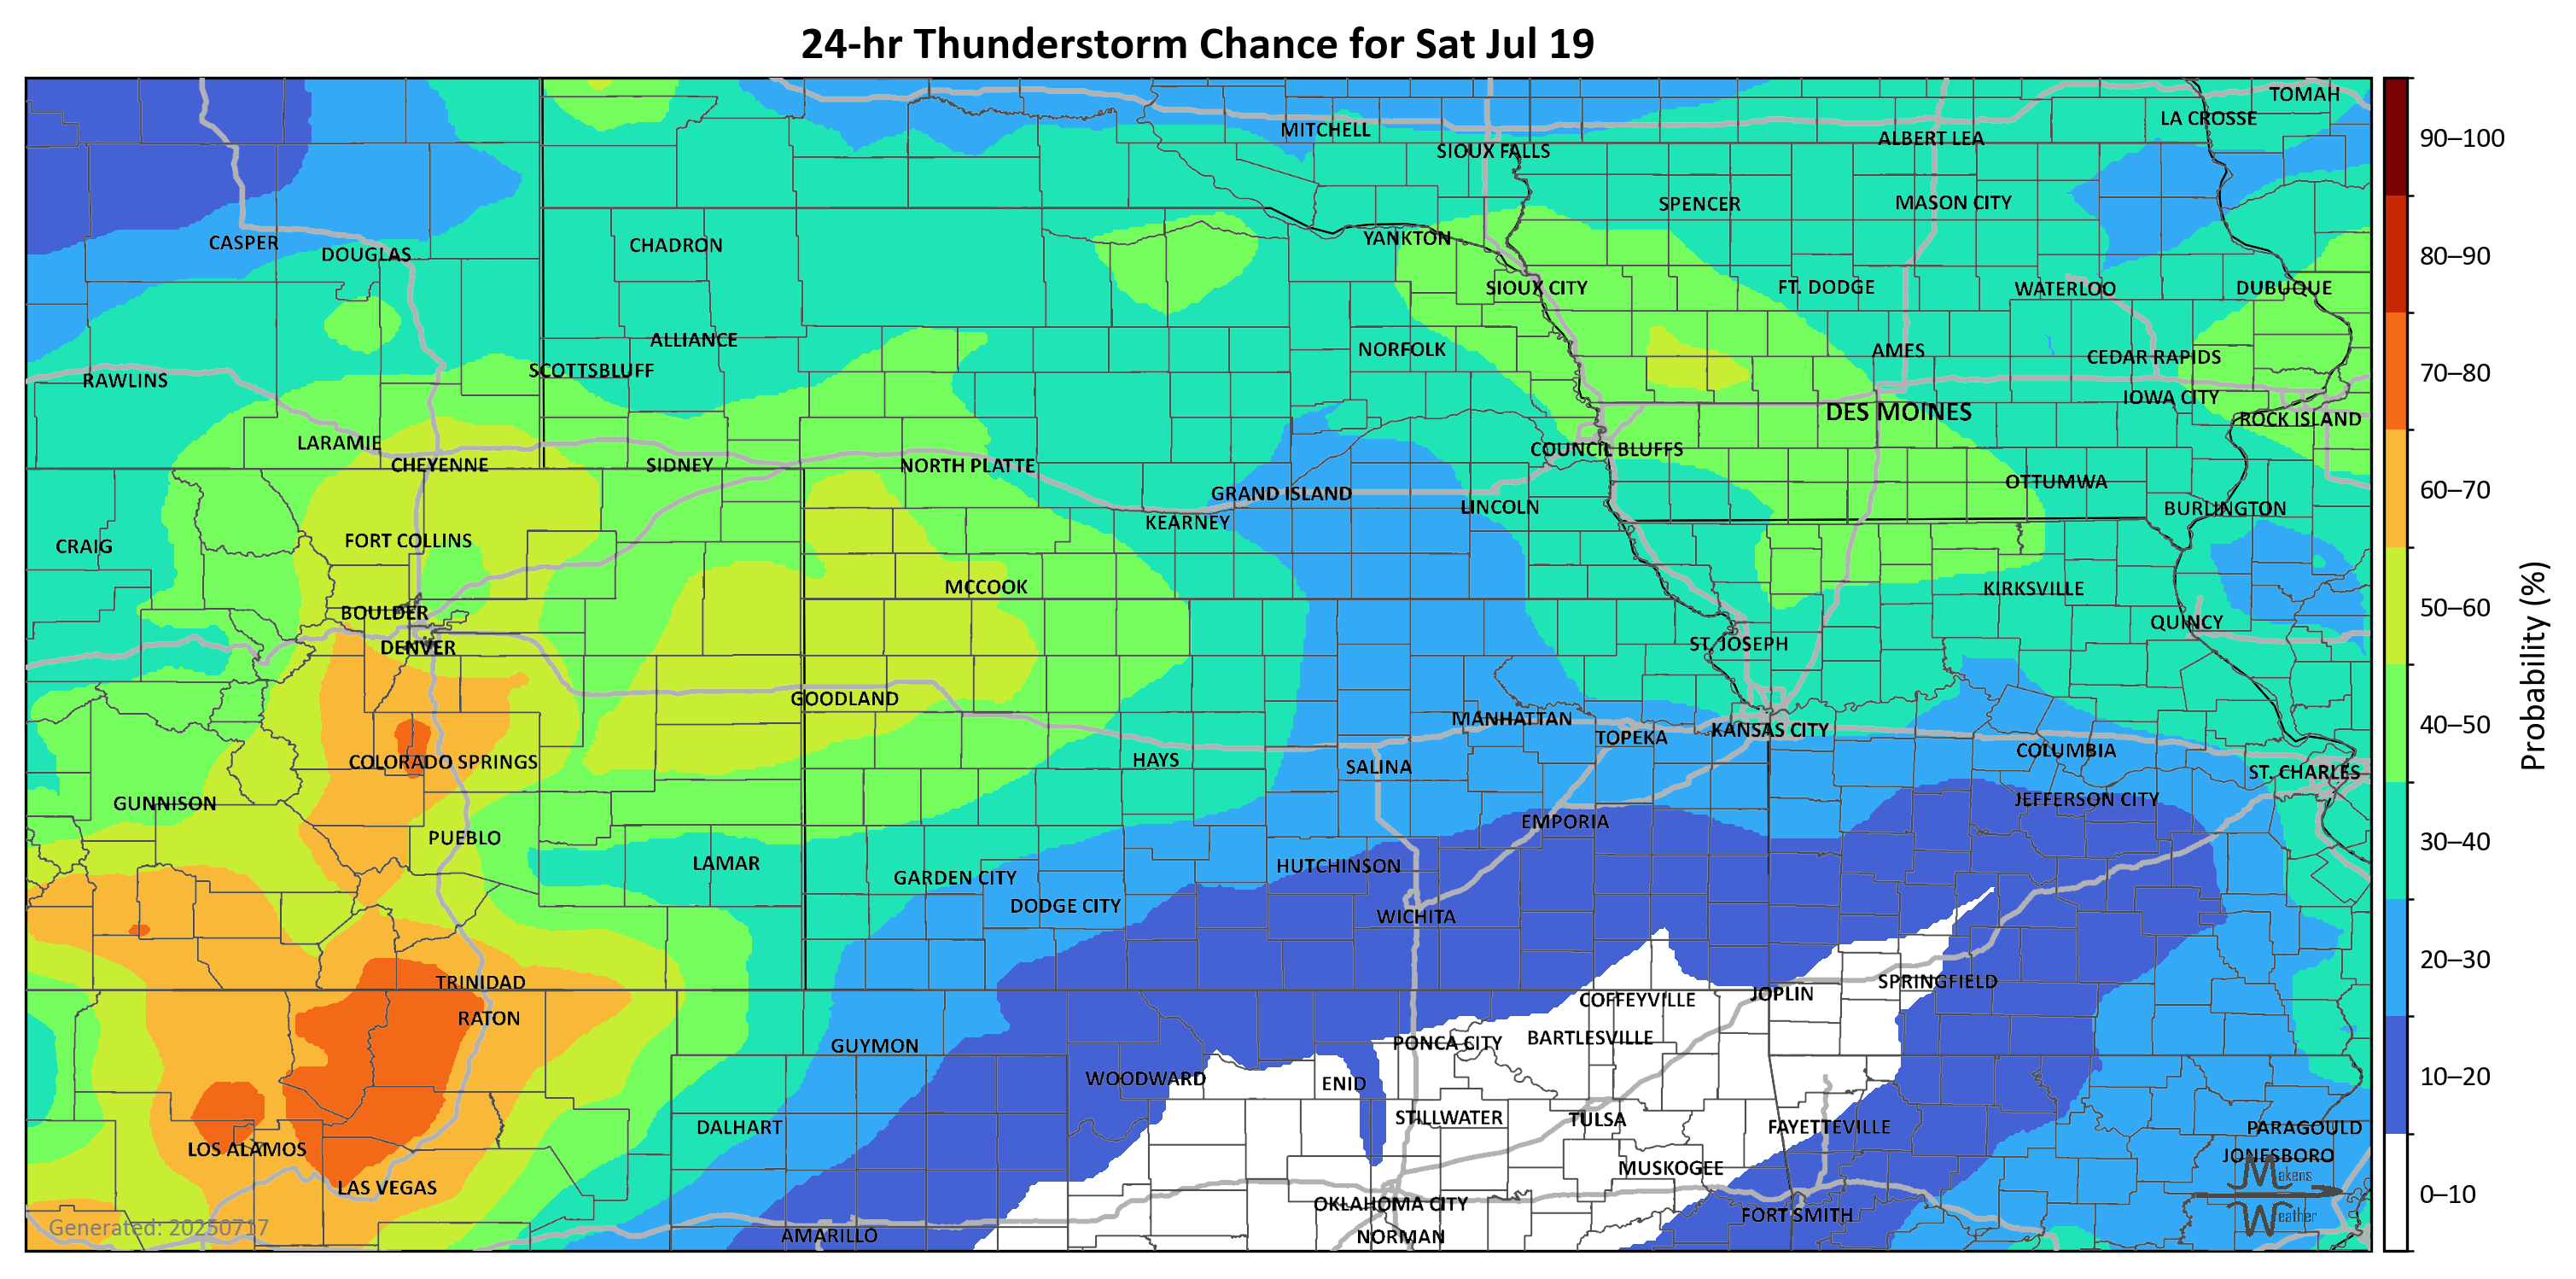 24-hr Thunderstorm Chance for Sat Jul 19
TOMAH
LA CROSSE
MITCHELL
ALBERT LEA
90–100
SIOUX FALLS
SPENCER
MASON CITY
CASPER
CHADRON
YANKTON
DOUGLAS
80–90
SIOUX CITY
FT. DODGE
WATERLOO
DUBUQUE
ALLIANCE
NORFOLK
AMES
CEDAR RAPIDS
SCOTTSBLUFF
RAWLINS
70–80
IOWA CITY
DES MOINES
ROCK ISLAND
LARAMIE
COUNCIL BLUFFS
CHEYENNE
SIDNEY
NORTH PLATTE
OTTUMWA
60–70
GRAND ISLAND
LINCOLN
BURLINGTON
KEARNEY
FORT COLLINS
CRAIG
MCCOOK
KIRKSVILLE
BOULDER
50–60
QUINCY
DENVER
ST. JOSEPH
Probability (%)
GOODLAND
MANHATTAN
40–50
KANSAS CITY
TOPEKA
COLUMBIA
COLORADO SPRINGS
HAYS
SALINA
ST. CHARLES
GUNNISON
JEFFERSON CITY
EMPORIA
PUEBLO
30–40
LAMAR
HUTCHINSON
GARDEN CITY
DODGE CITY
WICHITA
20–30
TRINIDAD
SPRINGFIELD
JOPLIN
COFFEYVILLE
RATON
BARTLESVILLE
PONCA CITY
GUYMON
WOODWARD
ENID
10–20
STILLWATER
TULSA
DALHART
FAYETTEVILLE
PARAGOULD
LOS ALAMOS
JONESBORO
MUSKOGEE
Makens
LAS VEGAS
0–10
OKLAHOMA CITY
FORT SMITH
Weather
Generated: 20250717
AMARILLO
NORMAN